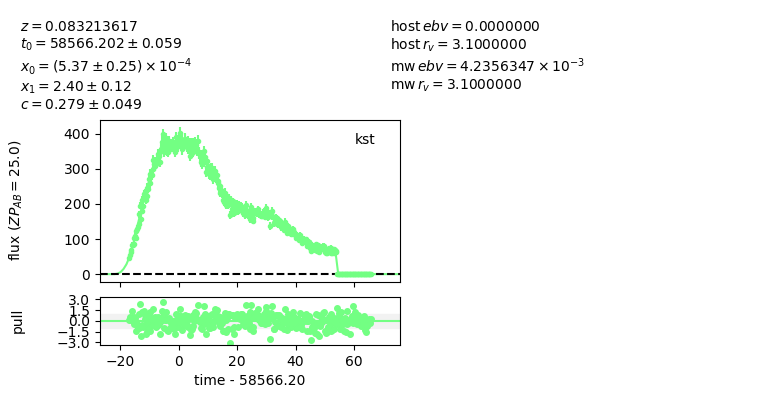 z = 0.083213617
t₀ = 58566.202 ± 0.059
x₀ = (5.37 ± 0.25) × 10⁻⁴
x₁ = 2.40 ± 0.12
c = 0.279 ± 0.049
host ebv = 0.0000000
host r_v = 3.1000000
mw ebv = 4.2356347 × 10⁻³
mw r_v = 3.1000000
flux (ZP_AB = 25.0)
400
300
200
100
0
kst
pull
3.0
1.5
0.0
−1.5
−3.0
−20 0 20 40 60
time - 58566.20